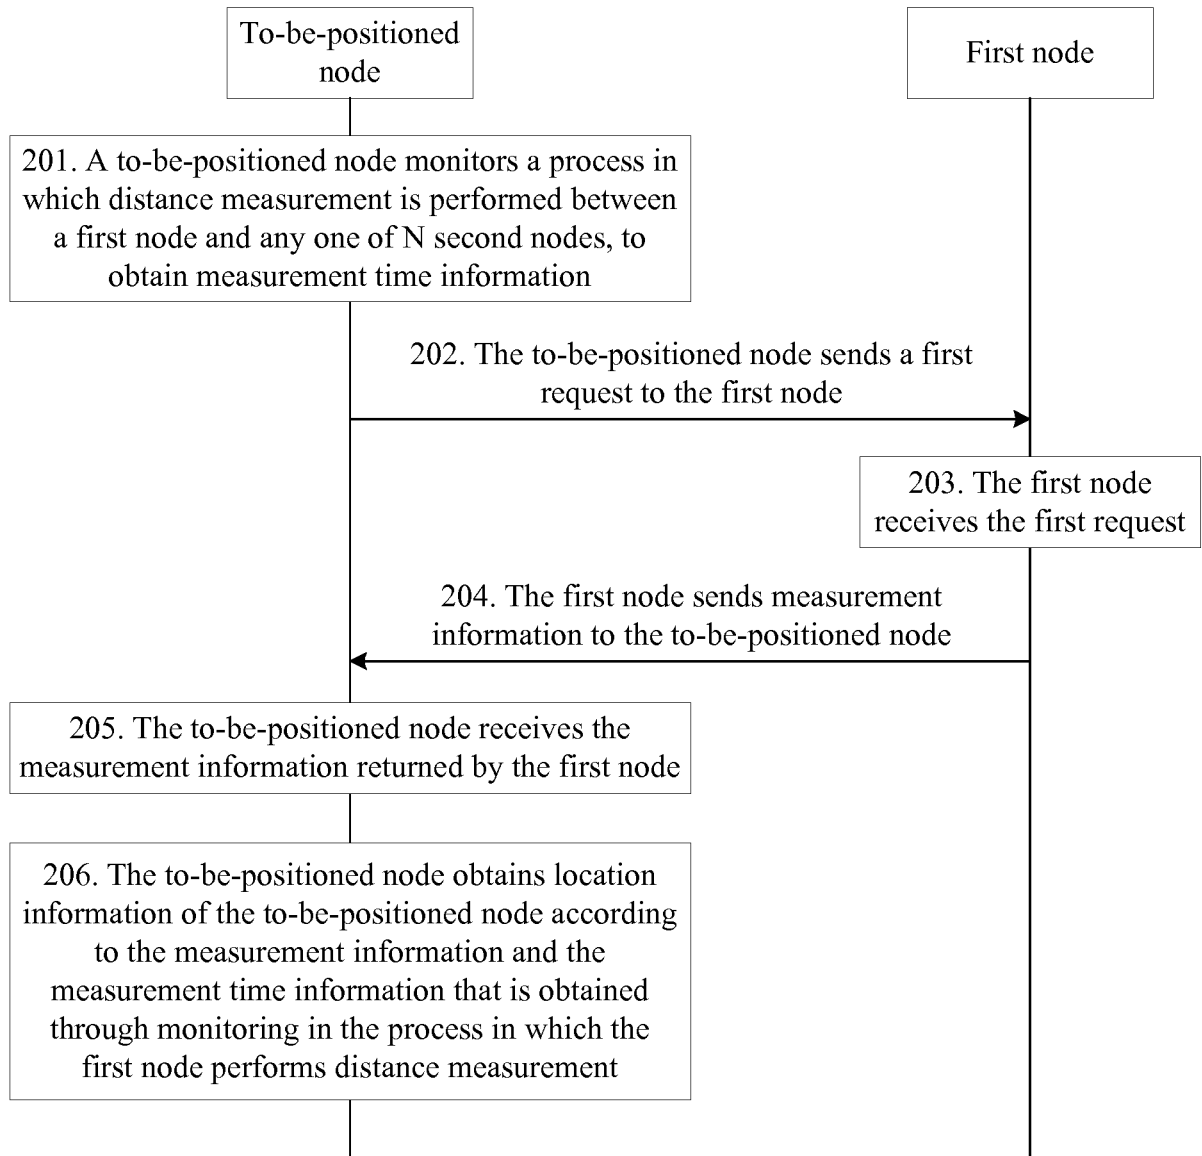 To-be-positioned
node
First node
201. A to-be-positioned node monitors a process in
which distance measurement is performed between
a first node and any one of N second nodes, to
obtain measurement time information
202. The to-be-positioned node sends a first
request to the first node
203. The first node
receives the first request
204. The first node sends measurement
information to the to-be-positioned node
205. The to-be-positioned node receives the
measurement information returned by the first node
206. The to-be-positioned node obtains location
information of the to-be-positioned node according
to the measurement information and the
measurement time information that is obtained
through monitoring in the process in which the
first node performs distance measurement